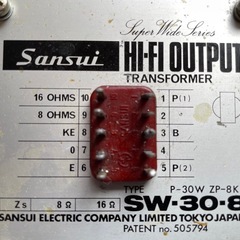 Super Wide Series
Sansui HI-FI OUTPUT
TRANSFORMER
16 OHMS 10 1 P(1)
8 OHMS 9 2
KE 8 3 B
0 7 4
E 6 5 P(2)
TYPE P-30W ZP-8K
Zs 8Ω 16Ω SW-30-8
SANSUI ELECTRIC COMPANY LIMITED TOKYO JAPAN
PATENT no. 505794